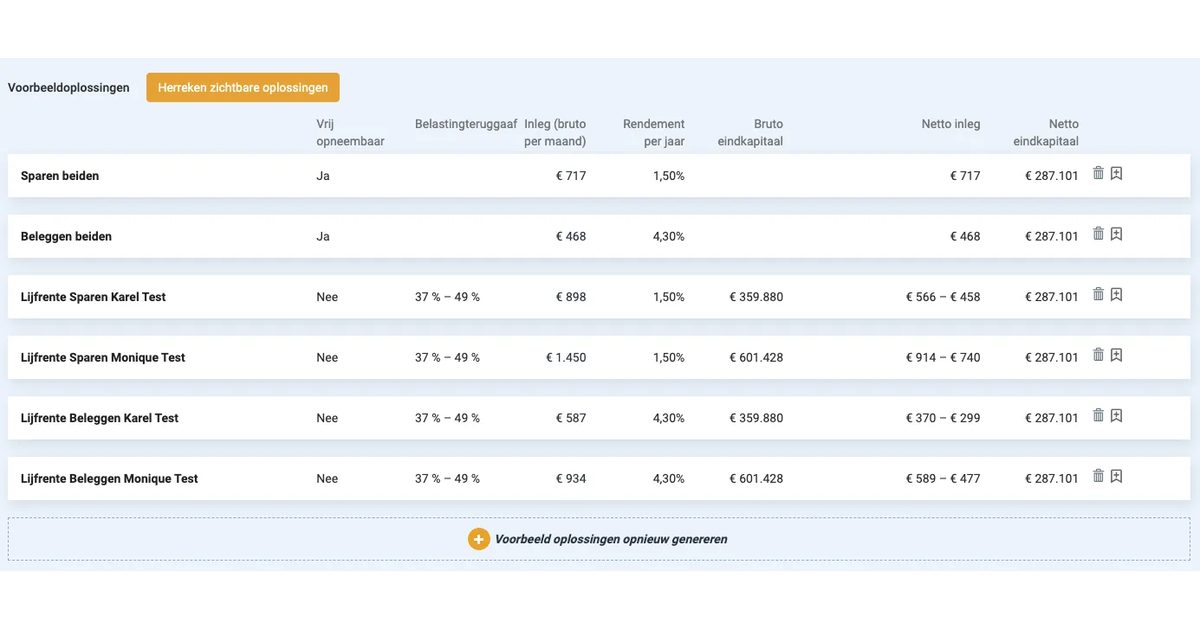 Voorbeeldoplossingen Herreken zichtbare oplossingen
Vrij opneembaar Belastingteruggaaf Inleg (bruto per maand) Rendement per jaar Bruto eindkapitaal Netto inleg Netto eindkapitaal
Sparen beiden Ja € 717 1,50% € 717 € 287.101
Beleggen beiden Ja € 468 4,30% € 468 € 287.101
Lijfrente Sparen Karel Test Nee 37 % – 49 % € 898 1,50% € 359.880 € 566 – € 458 € 287.101
Lijfrente Sparen Monique Test Nee 37 % – 49 % € 1.450 1,50% € 601.428 € 914 – € 740 € 287.101
Lijfrente Beleggen Karel Test Nee 37 % – 49 % € 587 4,30% € 359.880 € 370 – € 299 € 287.101
Lijfrente Beleggen Monique Test Nee 37 % – 49 % € 934 4,30% € 601.428 € 589 – € 477 € 287.101
Voorbeeld oplossingen opnieuw genereren